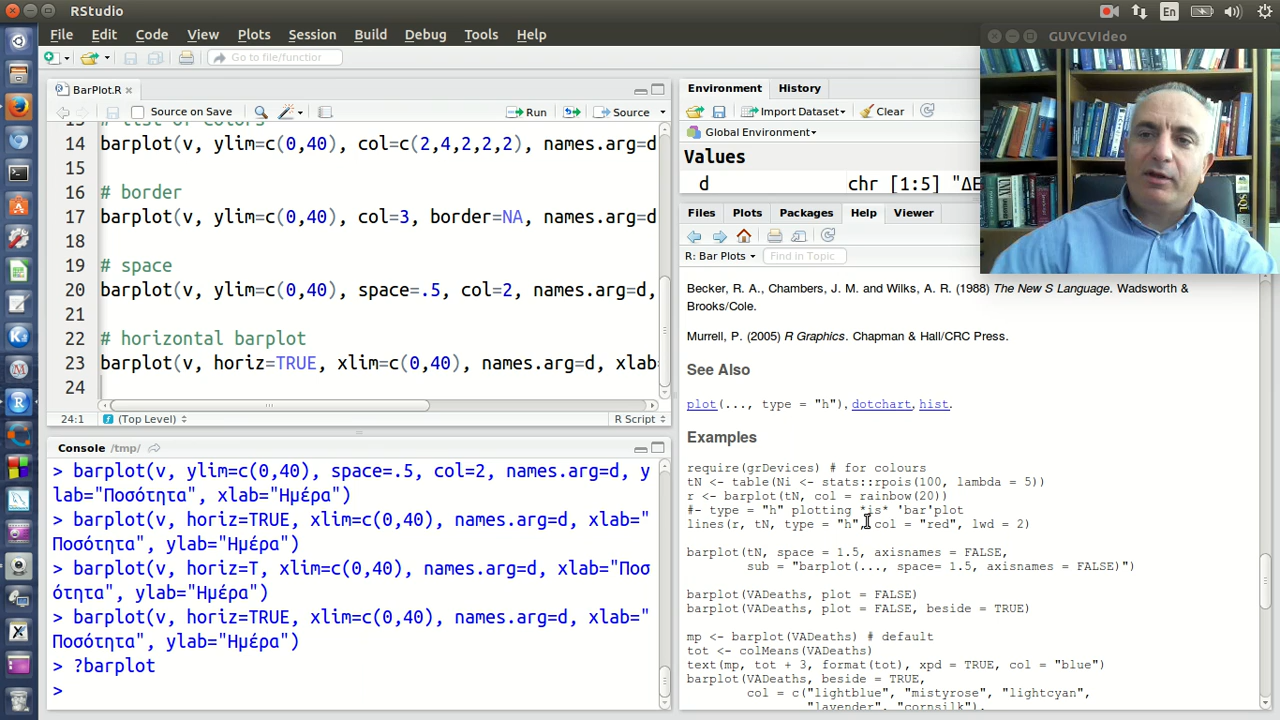 RStudio
En
File Edit Code View Plots Session Build Debug Tools Help
GUVCVIdeo
Go to file/function
BarPlot.R
Environment History
Source on Save Run Source
Import Dataset Clear
Global Environment
Values
d chr [1:5] "ΔΕ
# list of colors
14 barplot(v, ylim=c(0,40), col=c(2,4,2,2,2), names.arg=d
15
16 # border
17 barplot(v, ylim=c(0,40), col=3, border=NA, names.arg=d
18
19 # space
20 barplot(v, ylim=c(0,40), space=.5, col=2, names.arg=d,
21
22 # horizontal barplot
23 barplot(v, horiz=TRUE, xlim=c(0,40), names.arg=d, xlab=
24
24:1 (Top Level) R Script
Console /tmp/
> barplot(v, ylim=c(0,40), space=.5, col=2, names.arg=d, y
lab="Ποσότητα", xlab="Ημέρα")
> barplot(v, horiz=TRUE, xlim=c(0,40), names.arg=d, xlab="
Ποσότητα", ylab="Ημέρα")
> barplot(v, horiz=T, xlim=c(0,40), names.arg=d, xlab="Ποσ
ότητα", ylab="Ημέρα")
> barplot(v, horiz=TRUE, xlim=c(0,40), names.arg=d, xlab="
Ποσότητα", ylab="Ημέρα")
> ?barplot
>
Files Plots Packages Help Viewer
R: Bar Plots Find in Topic
Becker, R. A., Chambers, J. M. and Wilks, A. R. (1988) The New S Language. Wadsworth &
Brooks/Cole.
Murrell, P. (2005) R Graphics. Chapman & Hall/CRC Press.
See Also
plot(..., type = "h"), dotchart, hist.
Examples
require(grDevices) # for colours
tN <- table(Ni <- stats::rpois(100, lambda = 5))
r <- barplot(tN, col = rainbow(20))
#- type = "h" plotting *is* 'bar'plot
lines(r, tN, type = "h", col = "red", lwd = 2)
barplot(tN, space = 1.5, axisnames = FALSE,
sub = "barplot(..., space= 1.5, axisnames = FALSE)")
barplot(VADeaths, plot = FALSE)
barplot(VADeaths, plot = FALSE, beside = TRUE)
mp <- barplot(VADeaths) # default
tot <- colMeans(VADeaths)
text(mp, tot + 3, format(tot), xpd = TRUE, col = "blue")
barplot(VADeaths, beside = TRUE,
col = c("lightblue", "mistyrose", "lightcyan",
"lavender", "cornsilk"),